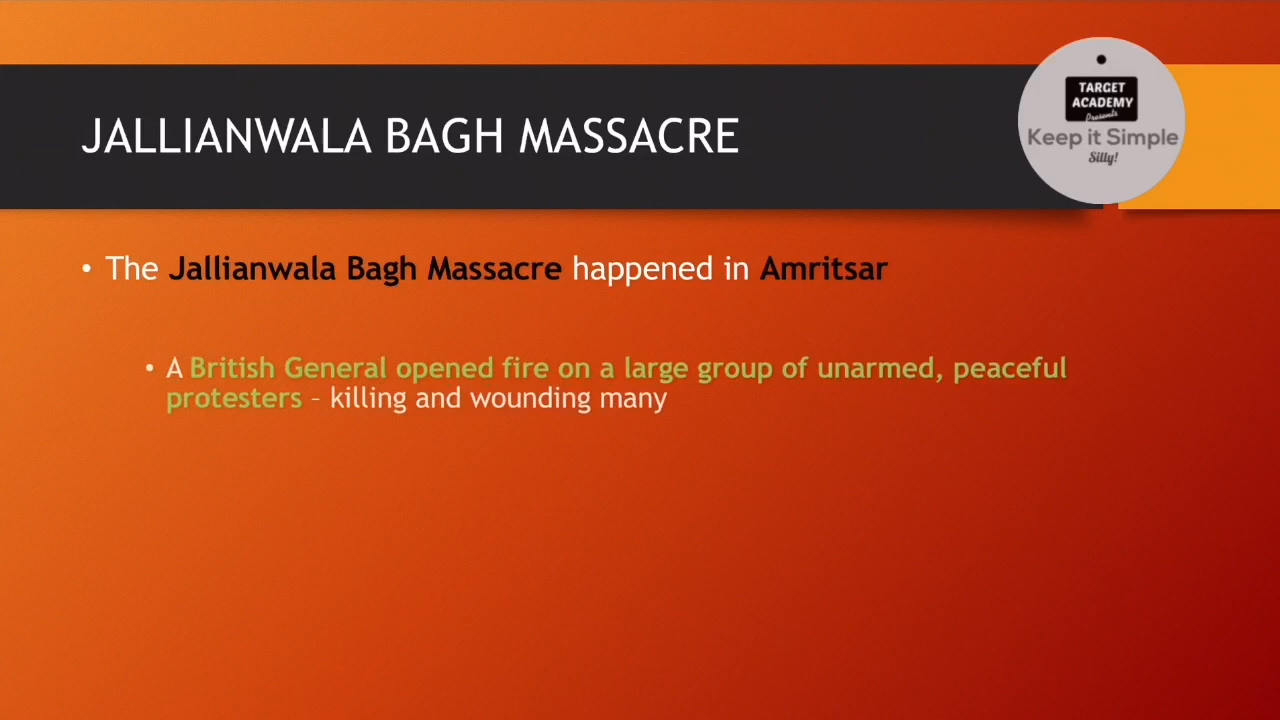 TARGET
ACADEMY
Presents
Keep it Simple
Silly!
JALLIANWALA BAGH MASSACRE
• The Jallianwala Bagh Massacre happened in Amritsar
• A British General opened fire on a large group of unarmed, peaceful
protesters – killing and wounding many